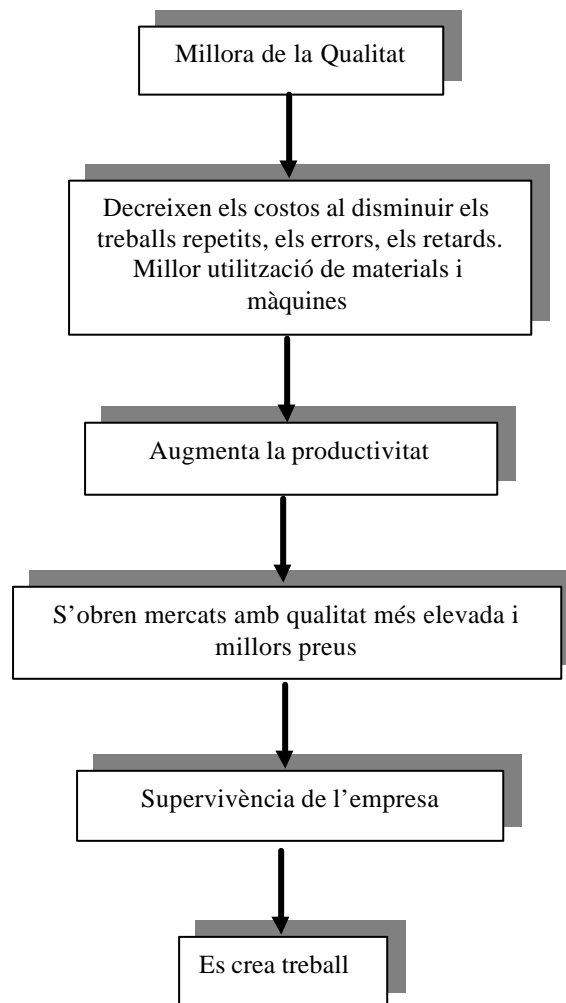 Millora de la Qualitat
Decreixen els costos al disminuir els
treballs repetits, els errors, els retards.
Millor utilització de materials i
màquines
Augmenta la productivitat
S’obren mercats amb qualitat més elevada i
millors preus
Supervivència de l’empresa
Es crea treball